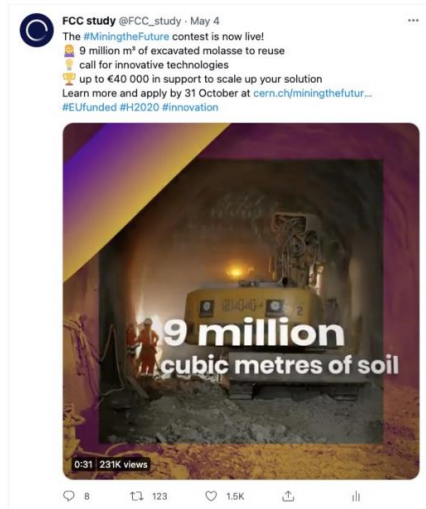 FCC study @FCC_study · May 4
The #MiningtheFuture contest is now live!
9 million m³ of excavated molasse to reuse
call for innovative technologies
up to €40 000 in support to scale up your solution
Learn more and apply by 31 October at cern.ch/miningthefutur...
#EUfunded #H2020 #innovation
944
2
9 million
cubic metres of soil
0:31 231K views
8 123 1.5K